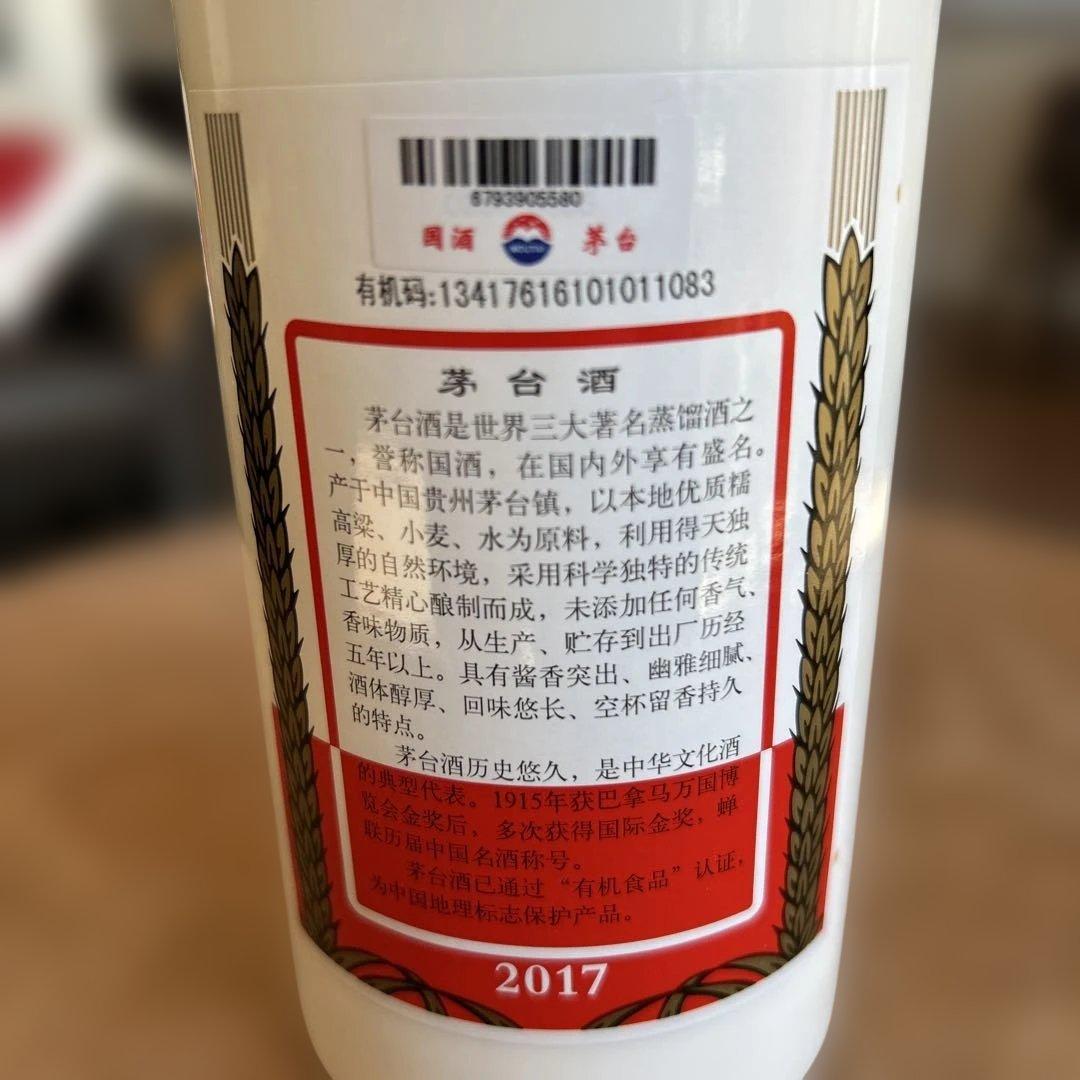 6793905580
国酒 茅台
有机码:13417616101011083
茅台酒
茅台酒是世界三大著名蒸馏酒之
一，誉称国酒，在国内外享有盛名。
产于中国贵州茅台镇，以本地优质糯
高粱、小麦、水为原料，利用得天独
厚的自然环境，采用科学独特的传统
工艺精心酿制而成，未添加任何香气、
香味物质，从生产、贮存到出厂历经
五年以上。具有酱香突出、幽雅细腻、
酒体醇厚、回味悠长、空杯留香持久
的特点。
茅台酒历史悠久，是中华文化酒
的典型代表。1915年获巴拿马万国博
览会金奖后，多次获得国际金奖，蝉
联历届中国名酒称号。
茅台酒已通过“有机食品”认证，
为中国地理标志保护产品。
2017